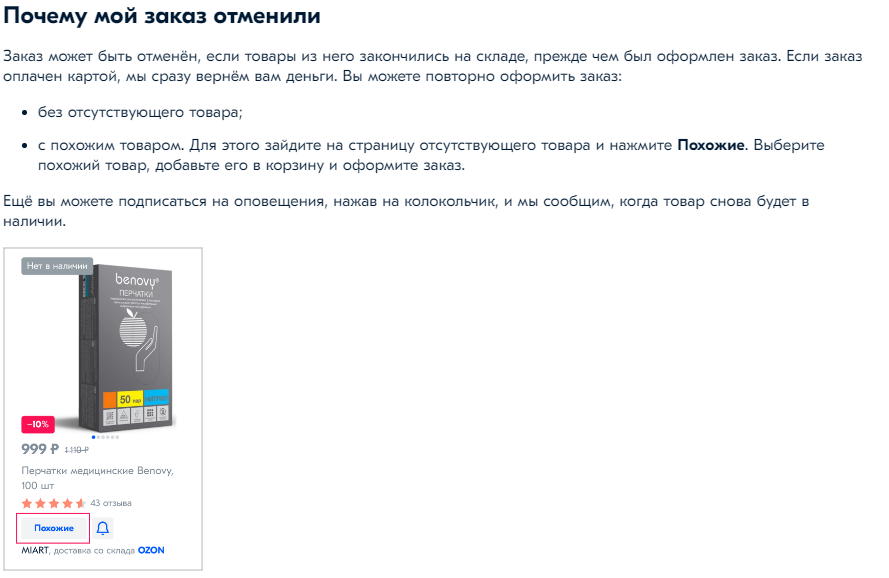 Почему мой заказ отменили
Заказ может быть отменён, если товары из него закончились на складе, прежде чем был оформлен заказ. Если заказ
оплачен картой, мы сразу вернём вам деньги. Вы можете повторно оформить заказ:
• без отсутствующего товара;
• с похожим товаром. Для этого зайдите на страницу отсутствующего товара и нажмите Похожие. Выберите
похожий товар, добавьте его в корзину и оформите заказ.
Ещё вы можете подписаться на оповещения, нажав на колокольчик, и мы сообщим, когда товар снова будет в
наличии.
Нет в наличии
benovy®
ПЕРЧАТКИ
50 пар
−10%
999 ₽ 1 110 ₽
Перчатки медицинские Benovy,
100 шт
43 отзыва
Похожие
MIART, доставка со склада OZON